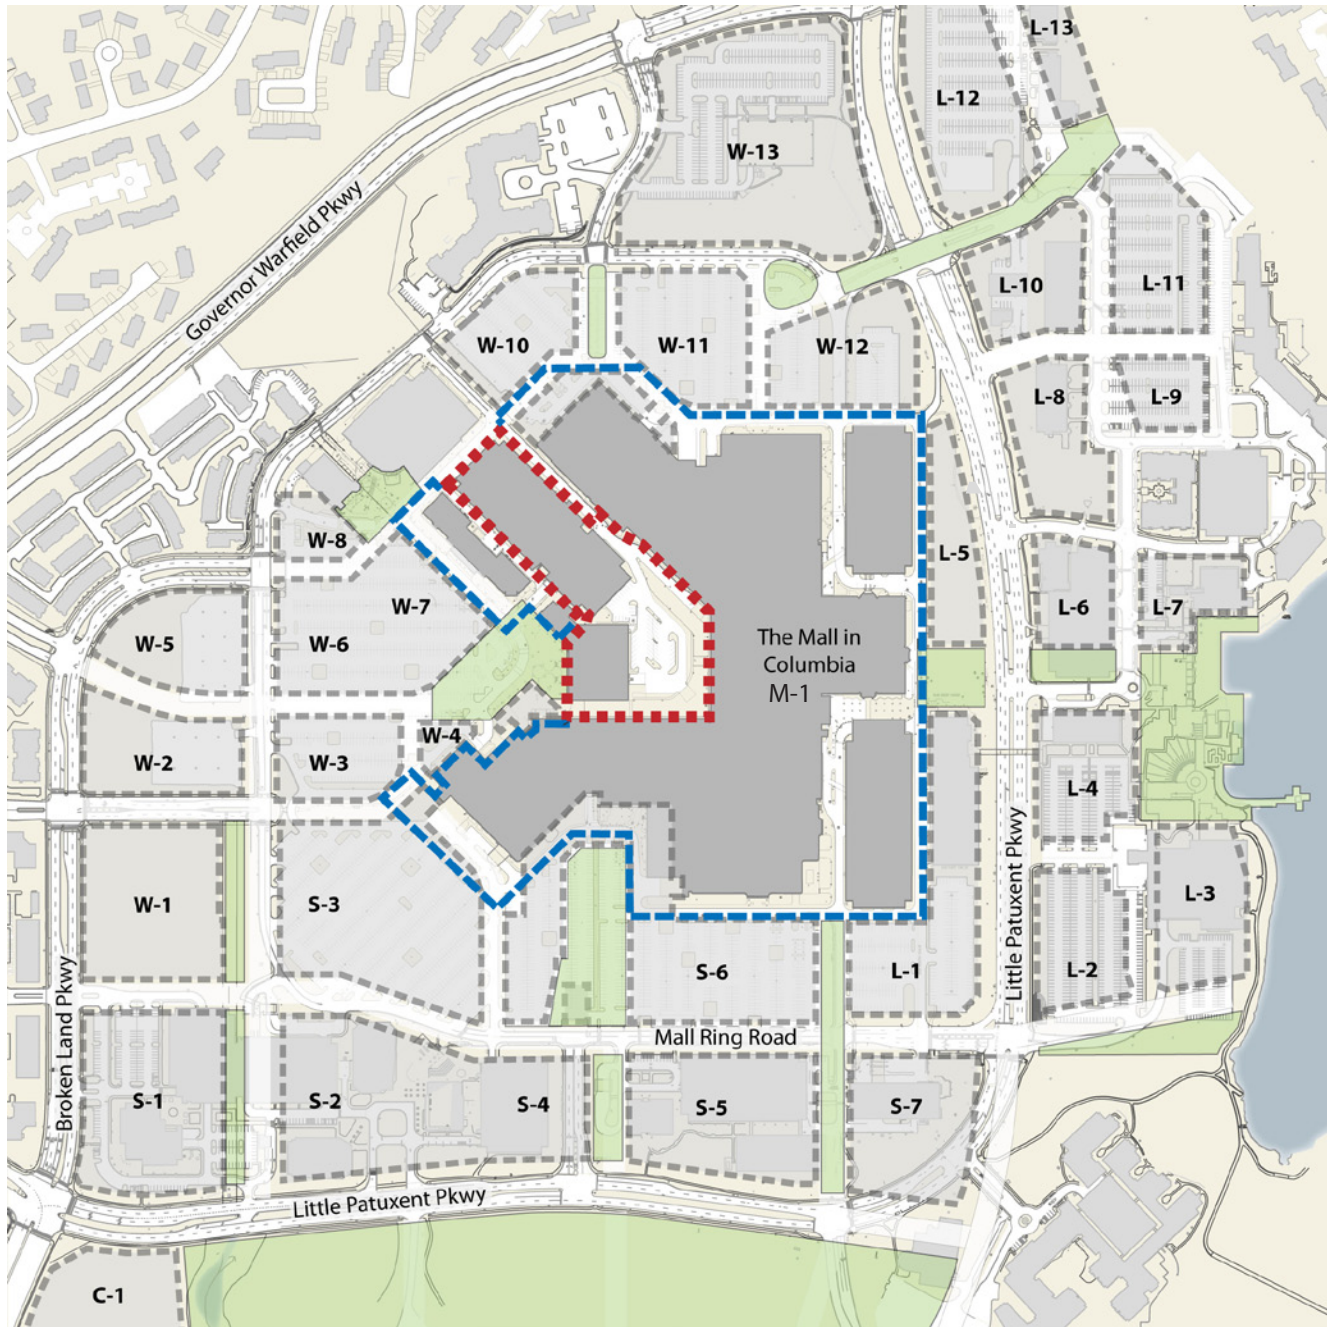 L-13
L-12
W-13
Governor Warfield Pkwy
L-10
L-11
W-10
W-11
W-12
L-8
L-9
W-8
L-5
W-7
L-6
L-7
W-5
W-6
The Mall in
Columbia
M-1
W-4
W-2
W-3
L-4
Little Patuxent Pkwy
W-1
S-3
L-3
S-6
L-1
L-2
Broken Land Pkwy
Mall Ring Road
S-1
S-2
S-4
S-5
S-7
Little Patuxent Pkwy
C-1